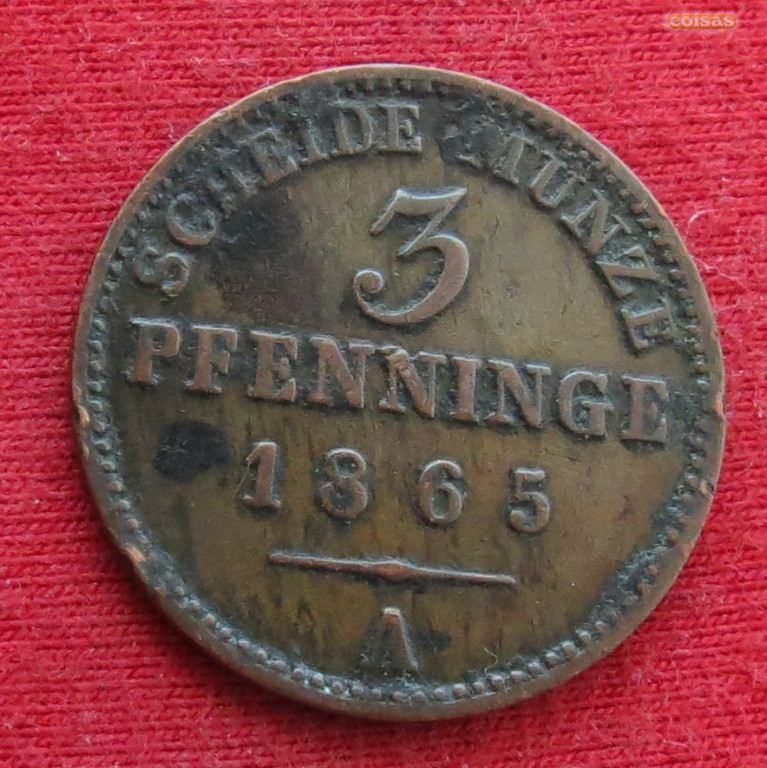 coisas
SCHEIDE MÜNZE
3
PFENNINGE
1865
A